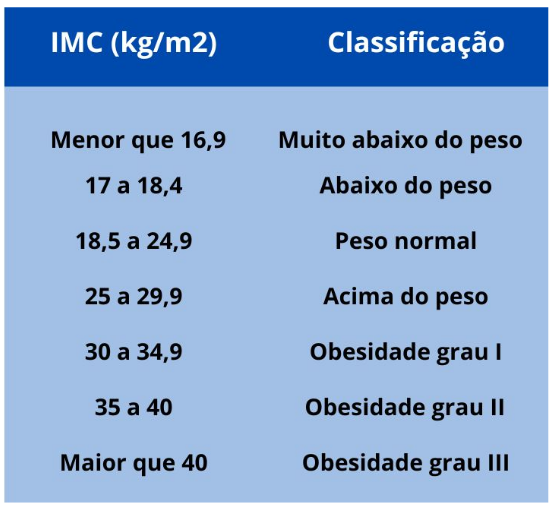 IMC (kg/m2) Classificação
Menor que 16,9 Muito abaixo do peso
17 a 18,4 Abaixo do peso
18,5 a 24,9 Peso normal
25 a 29,9 Acima do peso
30 a 34,9 Obesidade grau I
35 a 40 Obesidade grau II
Maior que 40 Obesidade grau III